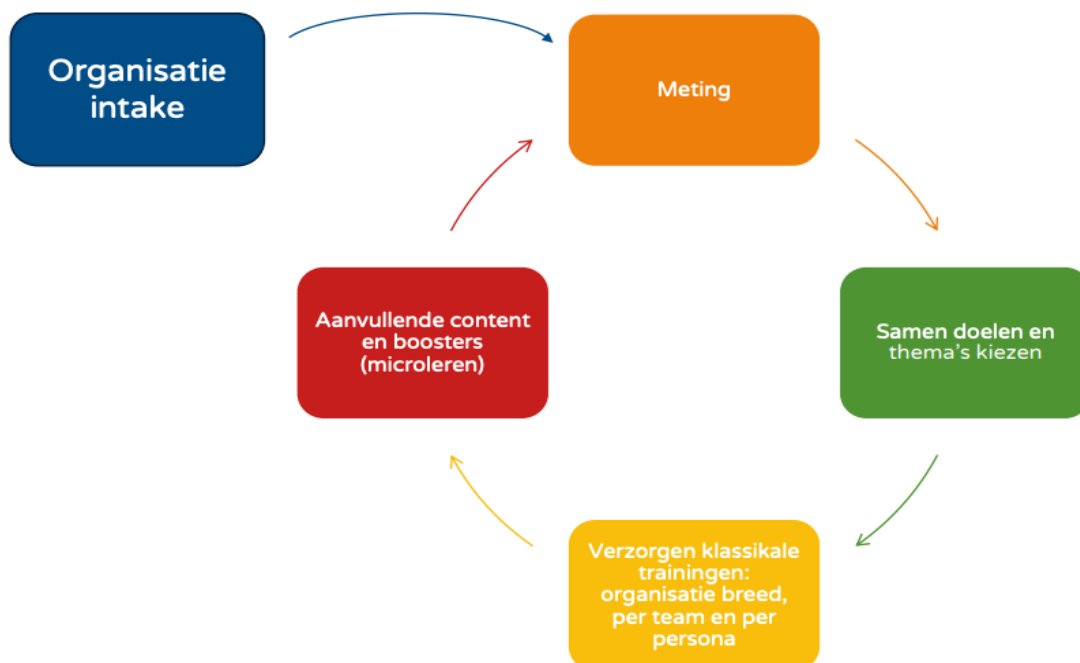 Organisatie
intake
Meting
Aanvullende content
en boosters
(microleren)
Samen doelen en
thema's kiezen
Verzorgen klassikale
trainingen:
organisatie breed,
per team en per
persona